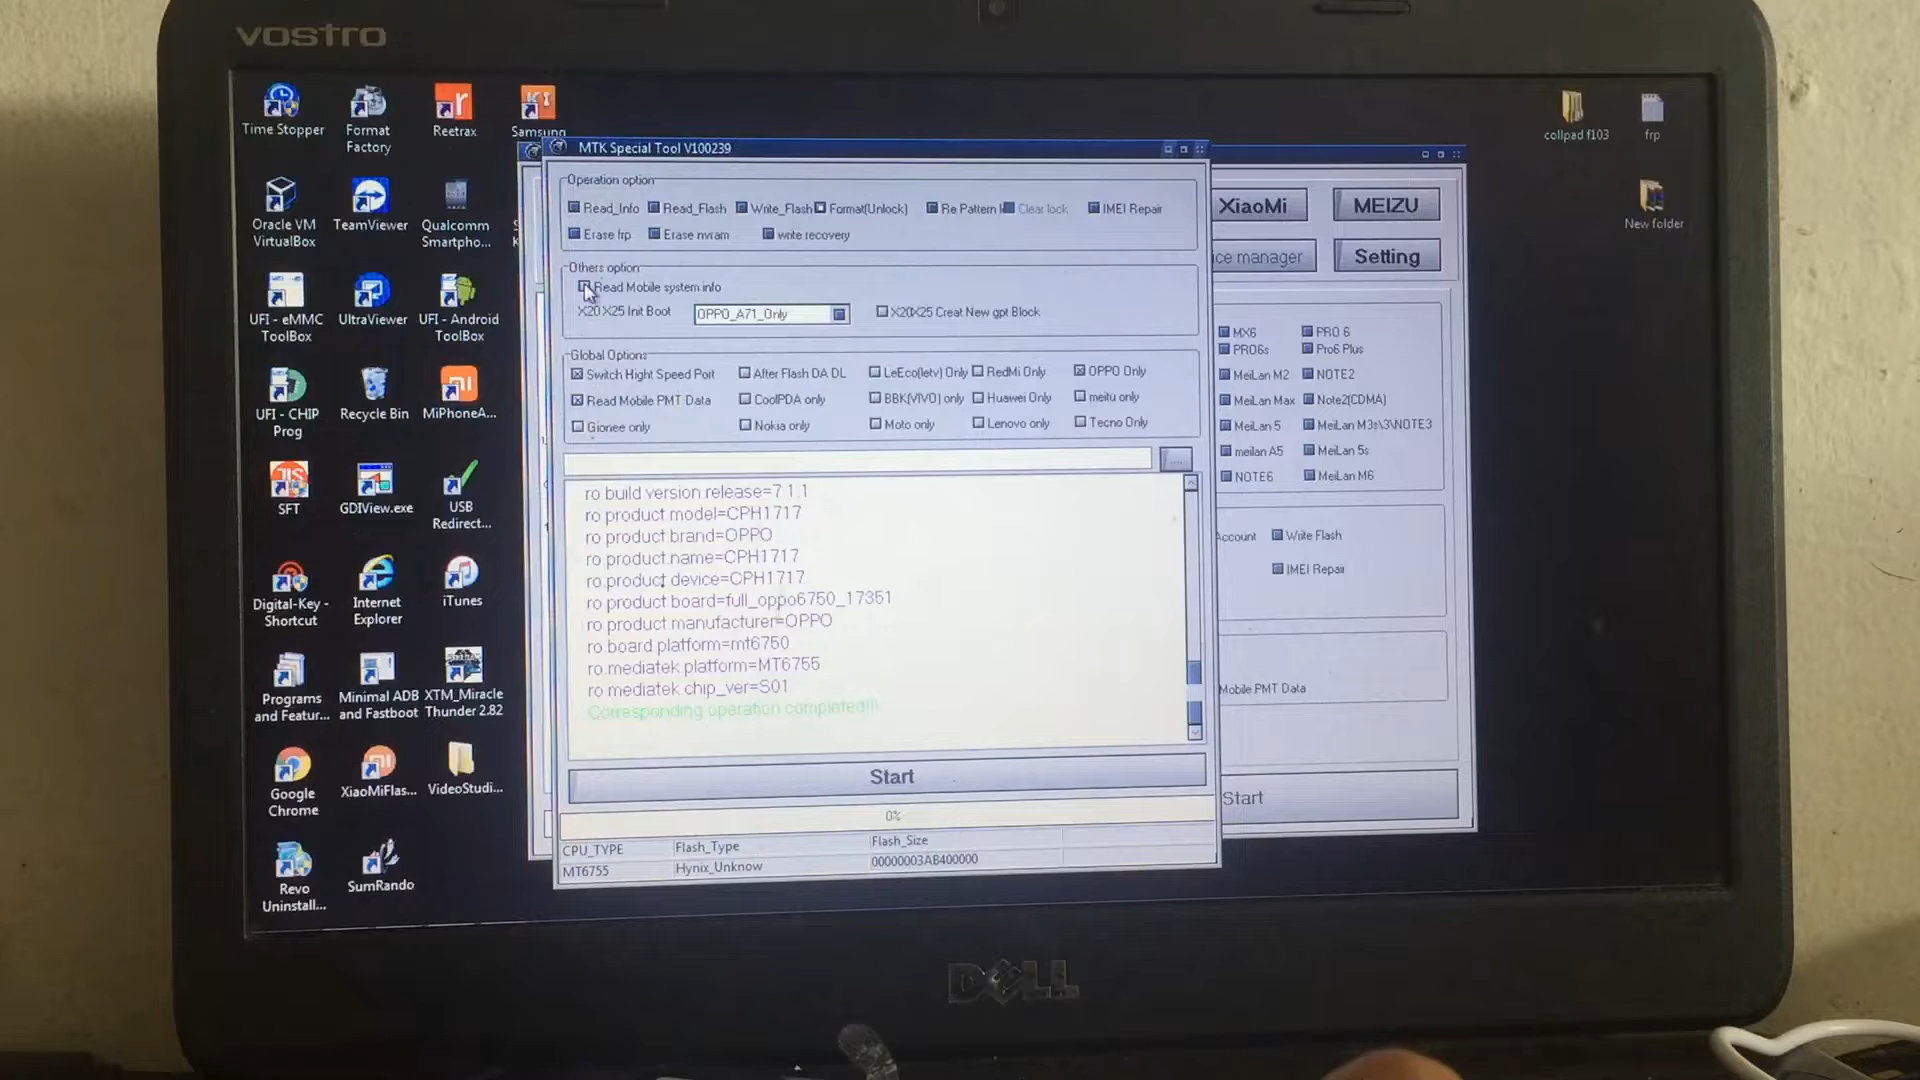 VOSTRO
Time Stopper
Format Factory
Reetrax
Samsung
collpad f103
frp
Oracle VM VirtualBox
TeamViewer
Qualcomm Smartpho...
New folder
UFI - eMMC ToolBox
UltraViewer
UFI - Android ToolBox
UFI - CHIP Prog
Recycle Bin
MiPhoneA...
SFT
GDIView.exe
USB Redirect...
Digital-Key - Shortcut
Internet Explorer
iTunes
Programs and Featur...
Minimal ADB and Fastboot
XTM_Miracle Thunder 2.82
Google Chrome
XiaoMiFlas...
VideoStudi...
Revo Uninstall...
SumRando
MTK Special Tool V100239
Operation option
Read_Info
Read_Flash
Write_Flash
Format(Unlock)
Re Pattern l
Clear lock
IMEI Repair
Erase frp
Erase nvram
write recovery
Others option
Read Mobile system info
X20 X25 Init Boot
OPPO_A71_Only
X20X25 Creat New gpt Block
Global Options
Switch Hight Speed Port
After Flash DA DL
LeEco(letv) Only
RedMi Only
OPPO Only
Read Mobile PMT Data
CoolPDA only
BBK(VIVO) only
Huawei Only
meitu only
Gionee only
Nokia only
Moto only
Lenovo only
Tecno Only
....
ro build version release=7.1.1
ro product model=CPH1717
ro product.brand=OPPO
ro product.name=CPH1717
ro product device=CPH1717
ro product board=full_oppo6750_17351
ro product manufacturer=OPPO
ro board platform=mt6750
ro.mediatek.platform=MT6755
ro mediatek chip_ver=S01
Corresponding operation completed!!!
Start
0%
CPU_TYPE
Flash_Type
Flash_Size
MT6755
Hynix_Unknow
00000003AB400000
XiaoMi
MEIZU
ice manager
Setting
MX6
PRO 6
PRO6s
Pro6 Plus
MeiLan M2
NOTE2
MeiLan Max
Note2(CDMA)
MeiLan 5
MeiLan M3s\3\NOTE3
meilan A5
MeiLan 5s
NOTE6
MeiLan M6
Account
Write Flash
IMEI Repair
Mobile PMT Data
Start
DELL